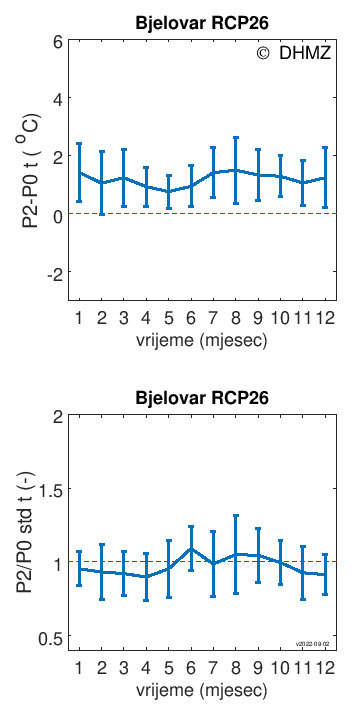 Bjelovar RCP26
© DHMZ
6
4
2
0
-2
P2-P0 t ( °C)
1 2 3 4 5 6 7 8 9 10 11 12
vrijeme (mjesec)
Bjelovar RCP26
2
1.5
1
0.5
P2/P0 std t (-)
v2022-09-02
1 2 3 4 5 6 7 8 9 10 11 12
vrijeme (mjesec)